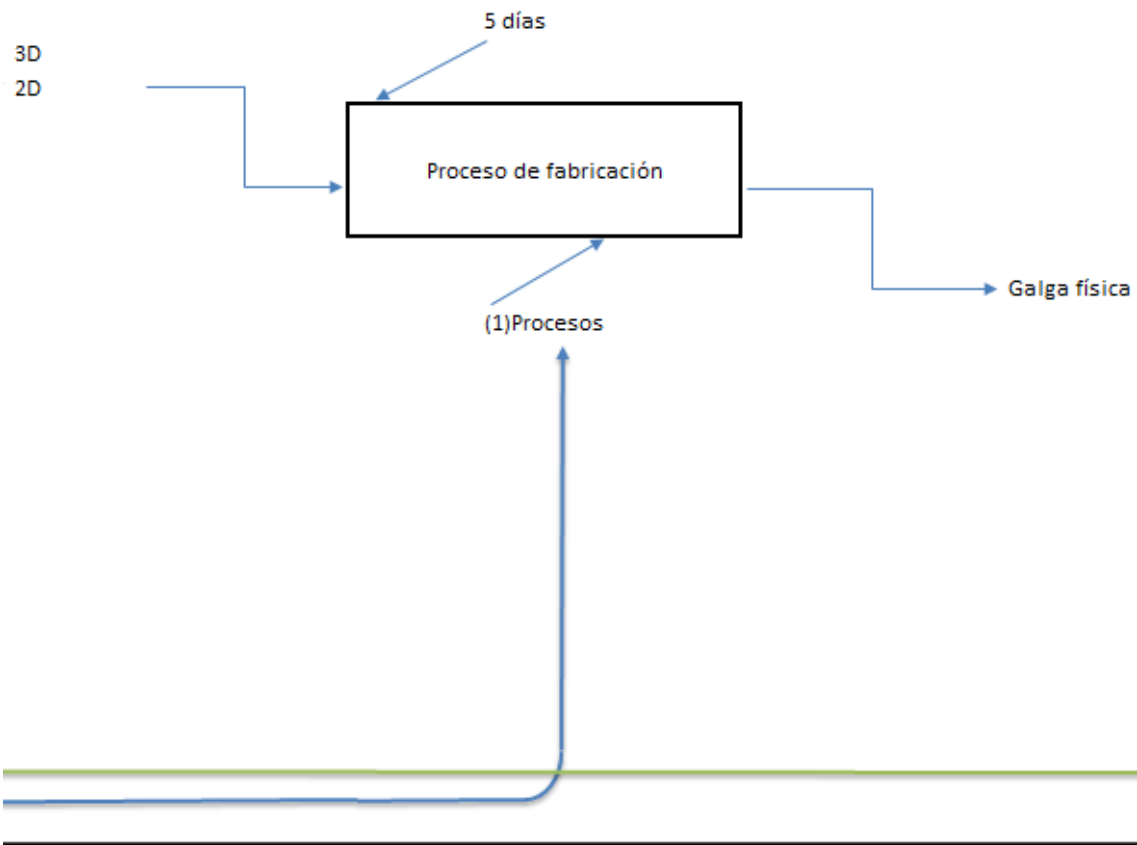 5 días
3D
2D
Proceso de fabricación
Galga física
(1)Procesos